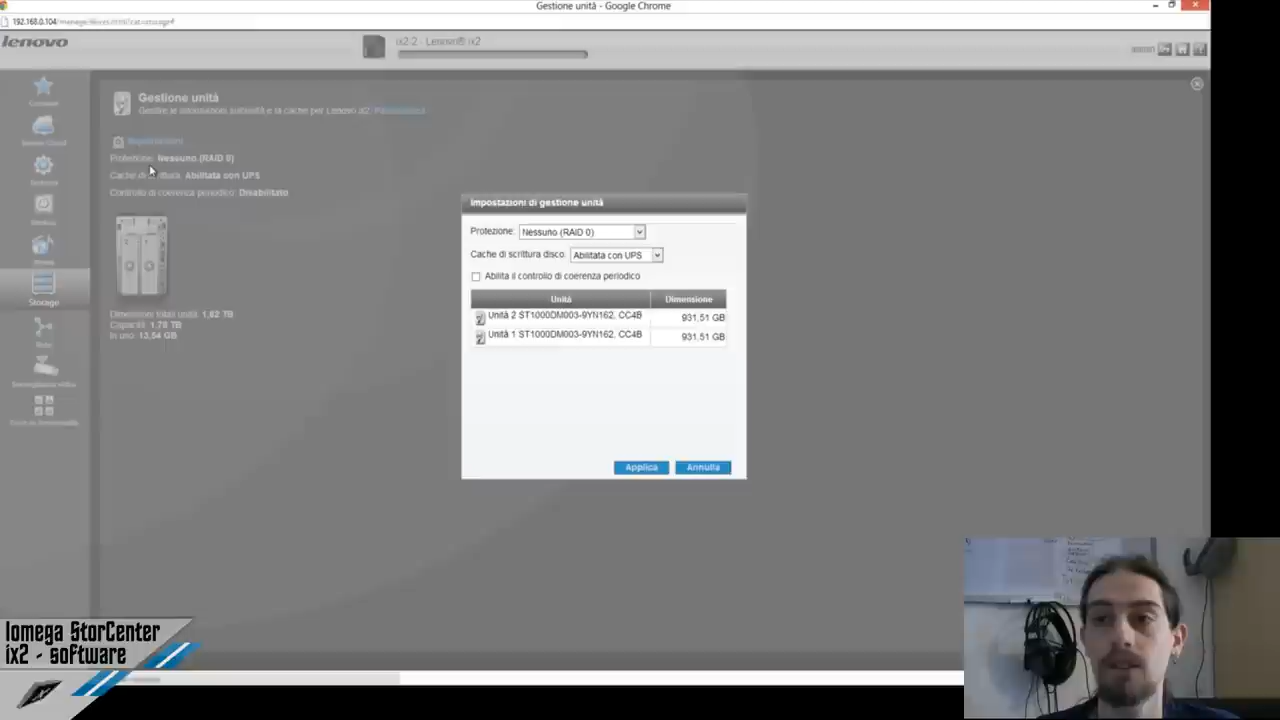 Gestione unità - Google Chrome
lenovo
ix2-2 - Lenovo® ix2
Gestione unità
Impostazioni
Protezione: Nessuno (RAID 0)
Cache di scrittura: Abilitata con UPS
Controllo di coerenza periodico: Disabilitato
Storage
Dimensioni totali unità: 1,82 TB
Capacità: 1,78 TB
In uso: 13,54 GB
Impostazioni di gestione unità
Protezione: Nessuno (RAID 0)
Cache di scrittura disco: Abilitata con UPS
Abilita il controllo di coerenza periodico
Unità Dimensione
Unità 2 ST1000DM003-9YN162, CC4B 931,51 GB
Unità 1 ST1000DM003-9YN162, CC4B 931,51 GB
Applica Annulla
Iomega StorCenter
ix2 - software